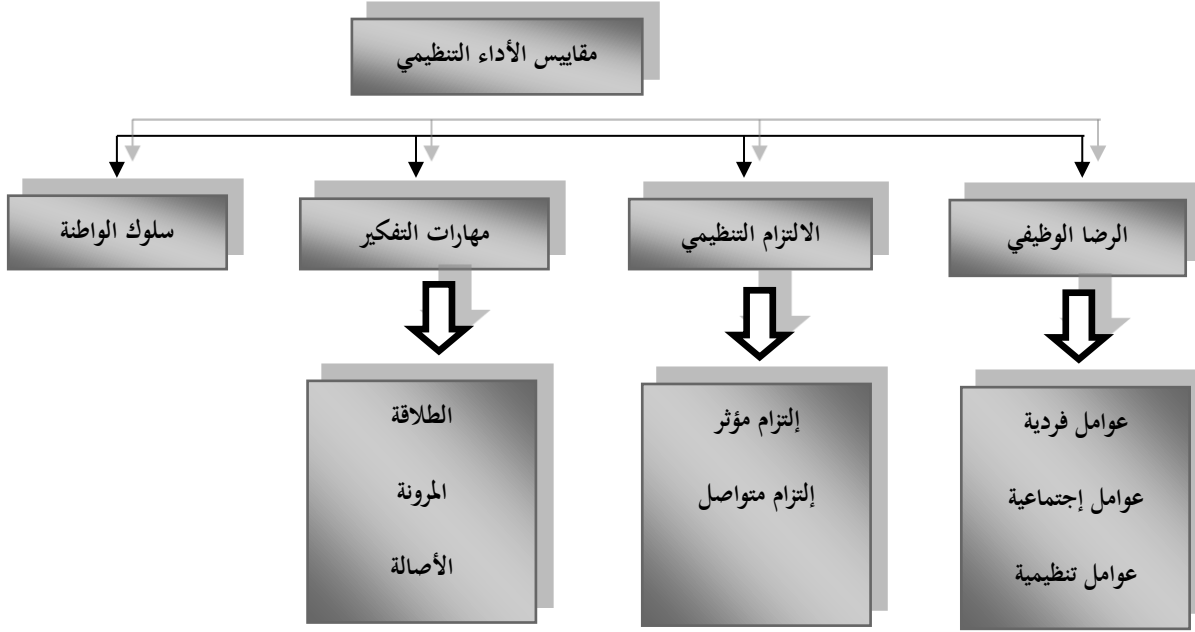 مقاييس الأداء التنظيمي
الرضا الوظيفي
الالتزام التنظيمي
مهارات التفكير
سلوك الواطنة
عوامل فردية
عوامل إجتماعية
عوامل تنظيمية
إلتزام مؤثر
إلتزام متواصل
الطلاقة
المرونة
الأصالة